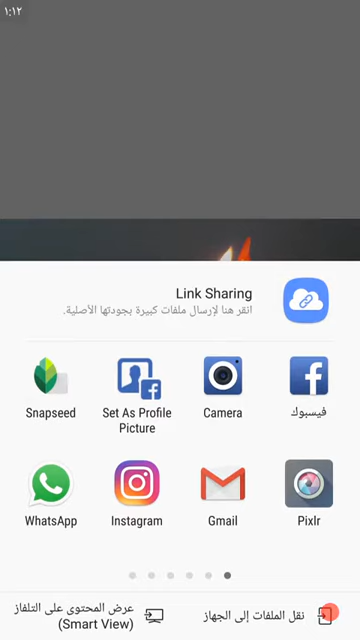 ١:١٢
Link Sharing
انقر هنا لإرسال ملفات كبيرة بجودتها الأصلية.
فيسبوك
Camera
Set As Profile
Picture
Snapseed
Pixlr
Gmail
Instagram
WhatsApp
نقل الملفات إلى الجهاز
عرض المحتوى على التلفاز
(Smart View)